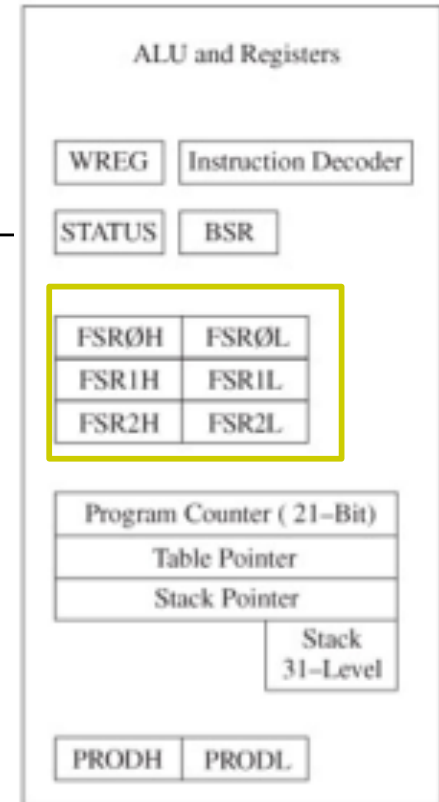 ALU and Registers
WREG Instruction Decoder
STATUS BSR
FSRØH FSRØL
FSR1H FSR1L
FSR2H FSR2L
Program Counter ( 21–Bit)
Table Pointer
Stack Pointer
Stack
31–Level
PRODH PRODL